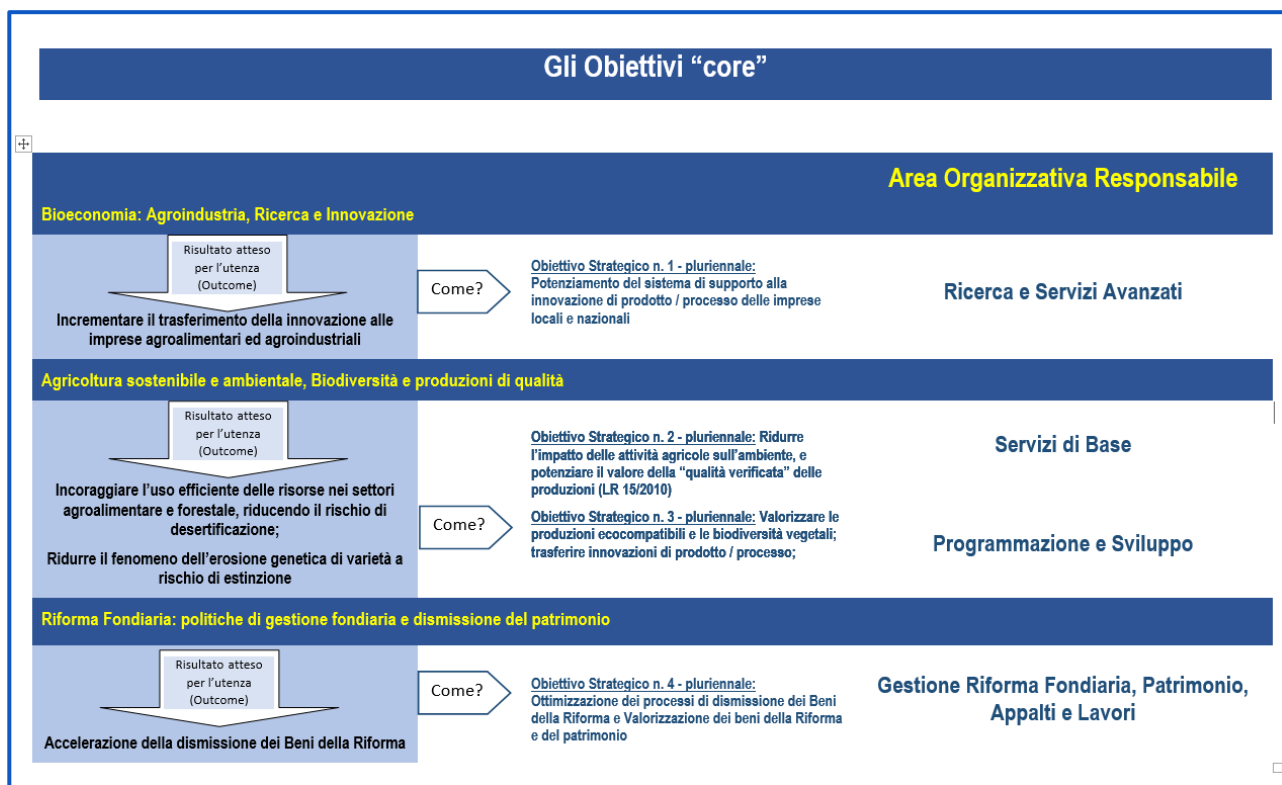 Gli Obiettivi “core”
Area Organizzativa Responsabile
Bioeconomia: Agroindustria, Ricerca e Innovazione
Risultato atteso
per l’utenza
(Outcome)
Incrementare il trasferimento della innovazione alle
imprese agroalimentari ed agroindustriali
Come?
Obiettivo Strategico n. 1 - pluriennale:
Potenziamento del sistema di supporto alla
innovazione di prodotto / processo delle imprese
locali e nazionali
Ricerca e Servizi Avanzati
Agricoltura sostenibile e ambientale, Biodiversità e produzioni di qualità
Risultato atteso
per l’utenza
(Outcome)
Incoraggiare l’uso efficiente delle risorse nei settori
agroalimentare e forestale, riducendo il rischio di
desertificazione;
Ridurre il fenomeno dell’erosione genetica di varietà a
rischio di estinzione
Come?
Obiettivo Strategico n. 2 - pluriennale: Ridurre
l’impatto delle attività agricole sull’ambiente, e
potenziare il valore della “qualità verificata” delle
produzioni (LR 15/2010)
Servizi di Base
Obiettivo Strategico n. 3 - pluriennale: Valorizzare le
produzioni ecocompatibili e le biodiversità vegetali;
trasferire innovazioni di prodotto / processo;
Programmazione e Sviluppo
Riforma Fondiaria: politiche di gestione fondiaria e dismissione del patrimonio
Risultato atteso
per l’utenza
(Outcome)
Accelerazione della dismissione dei Beni della Riforma
Come?
Obiettivo Strategico n. 4 - pluriennale:
Ottimizzazione dei processi di dismissione dei Beni
della Riforma e Valorizzazione dei beni della Riforma
e del patrimonio
Gestione Riforma Fondiaria, Patrimonio,
Appalti e Lavori